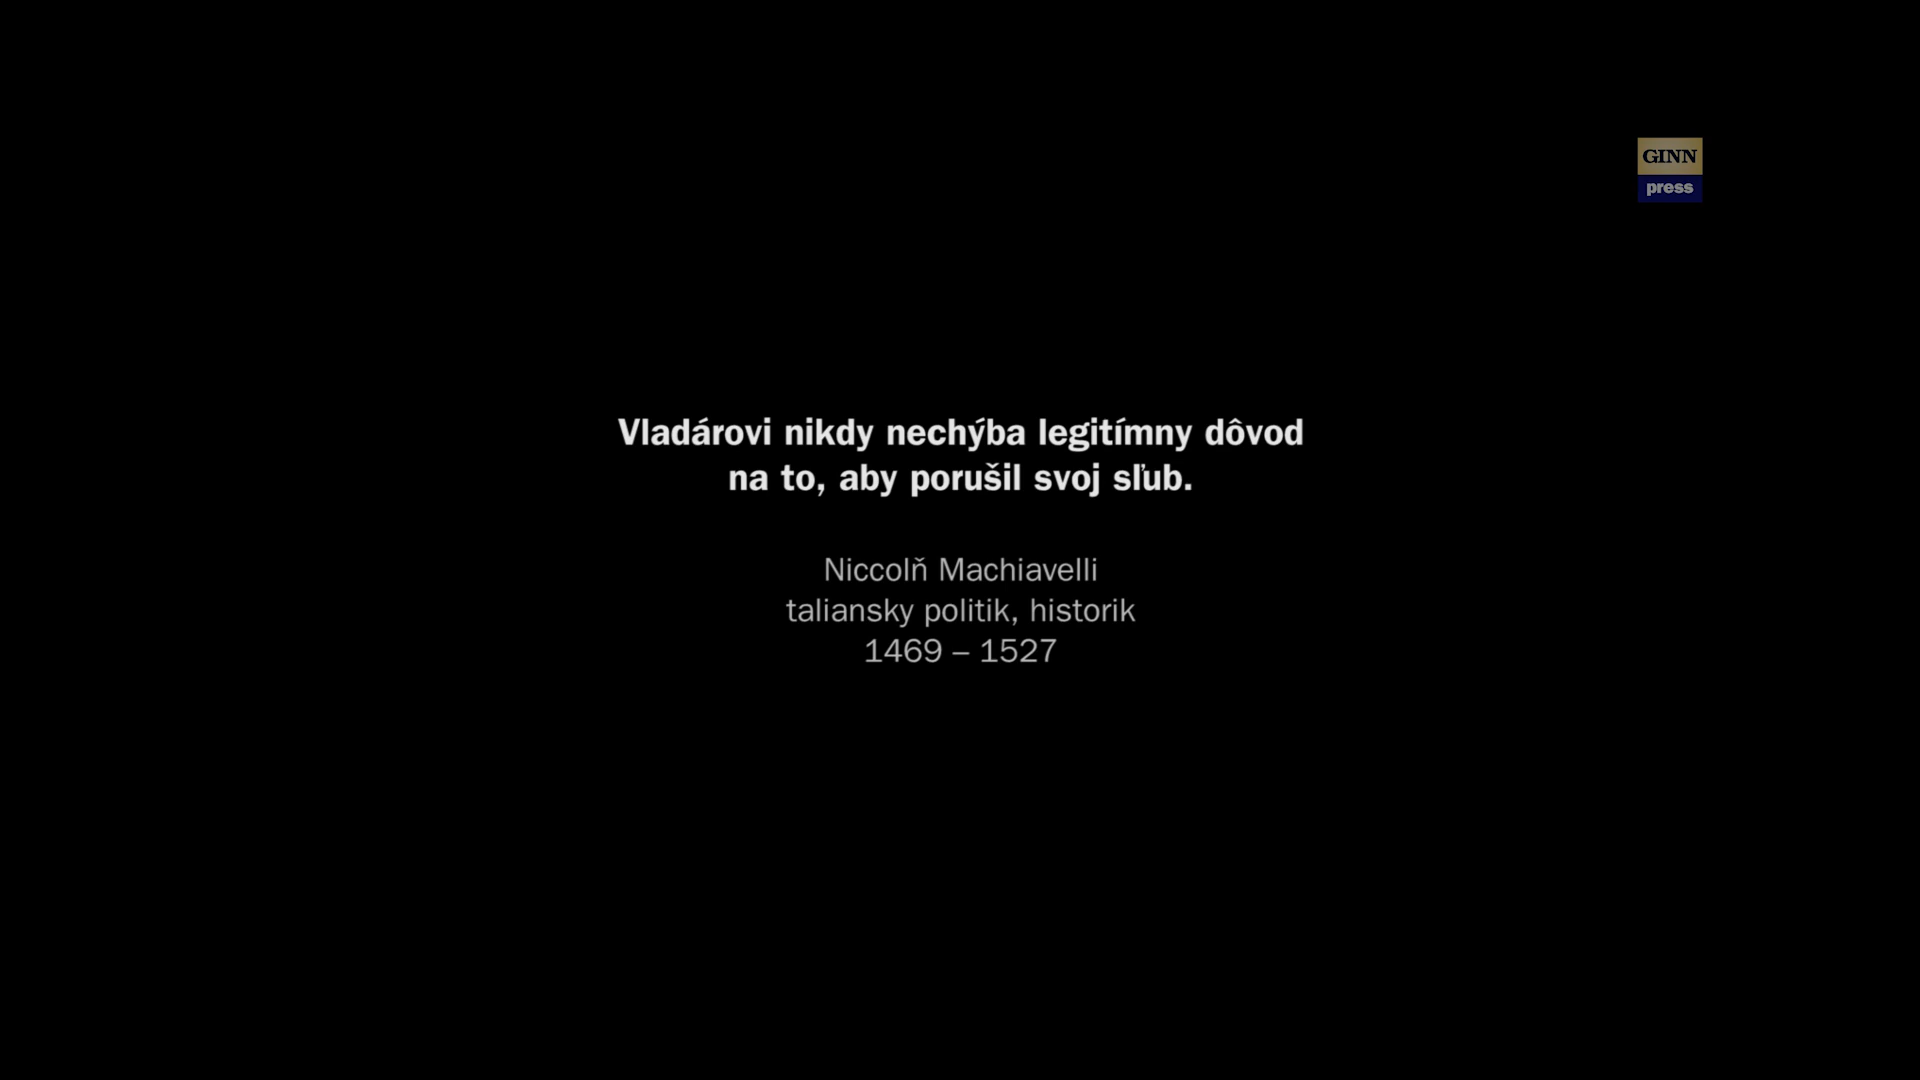 GINN
press
Vladárovi nikdy nechýba legitímny dôvod
na to, aby porušil svoj sľub.
Niccolň Machiavelli
taliansky politik, historik
1469 – 1527